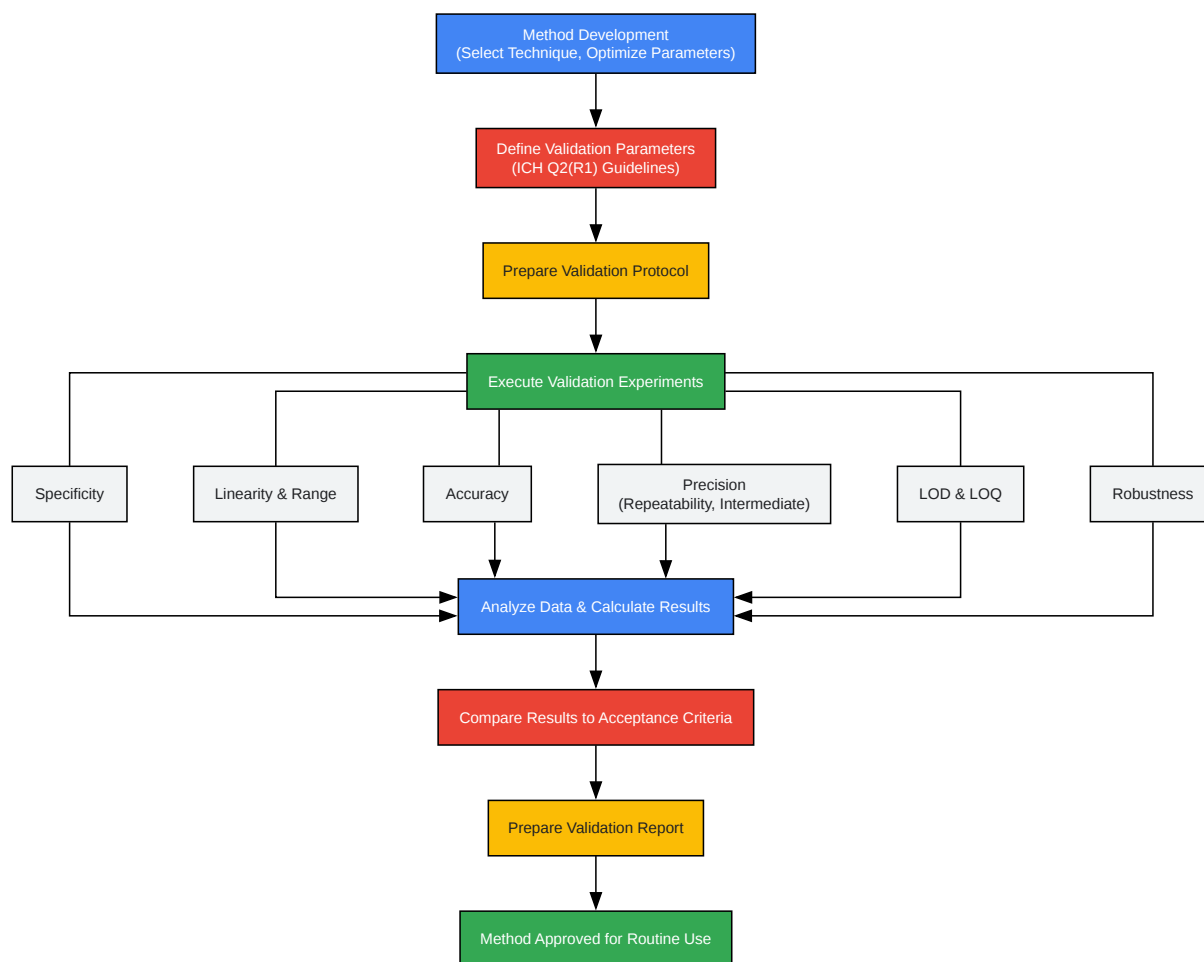 Method Development
(Select Technique, Optimize Parameters)
Define Validation Parameters
(ICH Q2(R1) Guidelines)
Prepare Validation Protocol
Execute Validation Experiments
Specificity
Linearity & Range
Accuracy
Precision
(Repeatability, Intermediate)
LOD & LOQ
Robustness
Analyze Data & Calculate Results
Compare Results to Acceptance Criteria
Prepare Validation Report
Method Approved for Routine Use